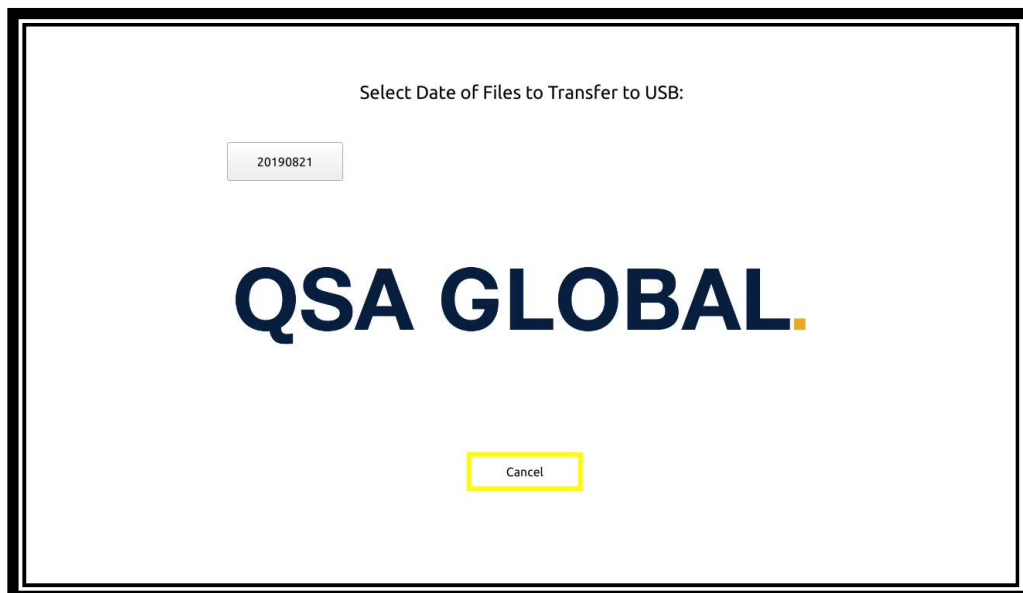 Select Date of Files to Transfer to USB:
20190821
QSA GLOBAL.
Cancel